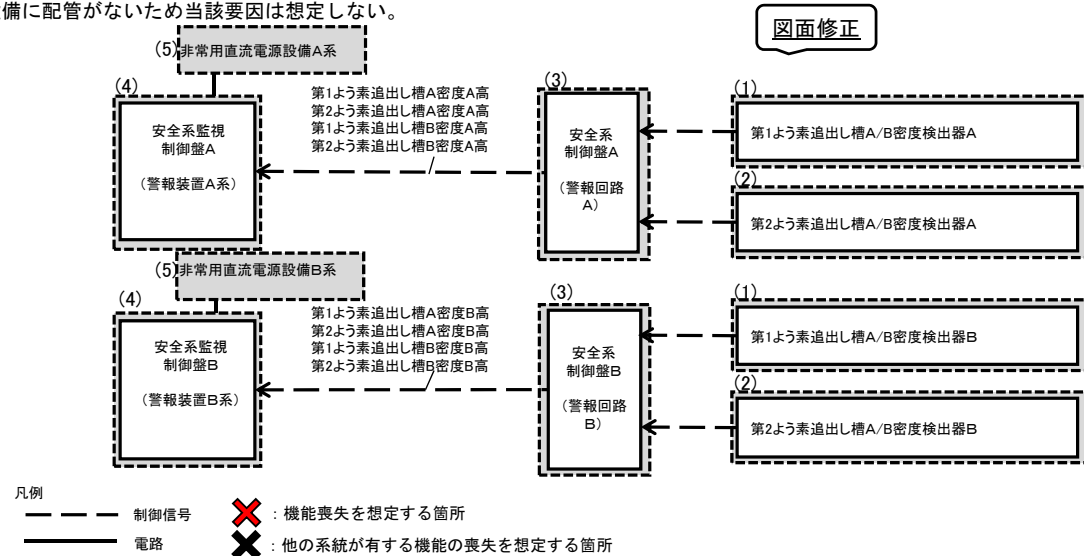 備に配管がないため当該要因は想定しない。
図面修正
(5)
非常用直流電源設備A系
(4)
安全系監視
制御盤A
(警報装置A系)
第1よう素追出し槽A密度A高
第2よう素追出し槽A密度A高
第1よう素追出し槽B密度A高
第2よう素追出し槽B密度A高
(3)
安全系
制御盤A
(警報回路
A)
(1)
第1よう素追出し槽A/B密度検出器A
(2)
第2よう素追出し槽A/B密度検出器A
(5)
非常用直流電源設備B系
(4)
安全系監視
制御盤B
(警報装置B系)
第1よう素追出し槽A密度B高
第2よう素追出し槽A密度B高
第1よう素追出し槽B密度B高
第2よう素追出し槽B密度B高
(3)
安全系
制御盤B
(警報回路
B)
(1)
第1よう素追出し槽A/B密度検出器B
(2)
第2よう素追出し槽A/B密度検出器B
凡例
制御信号
:機能喪失を想定する箇所
電路
:他の系統が有する機能の喪失を想定する箇所